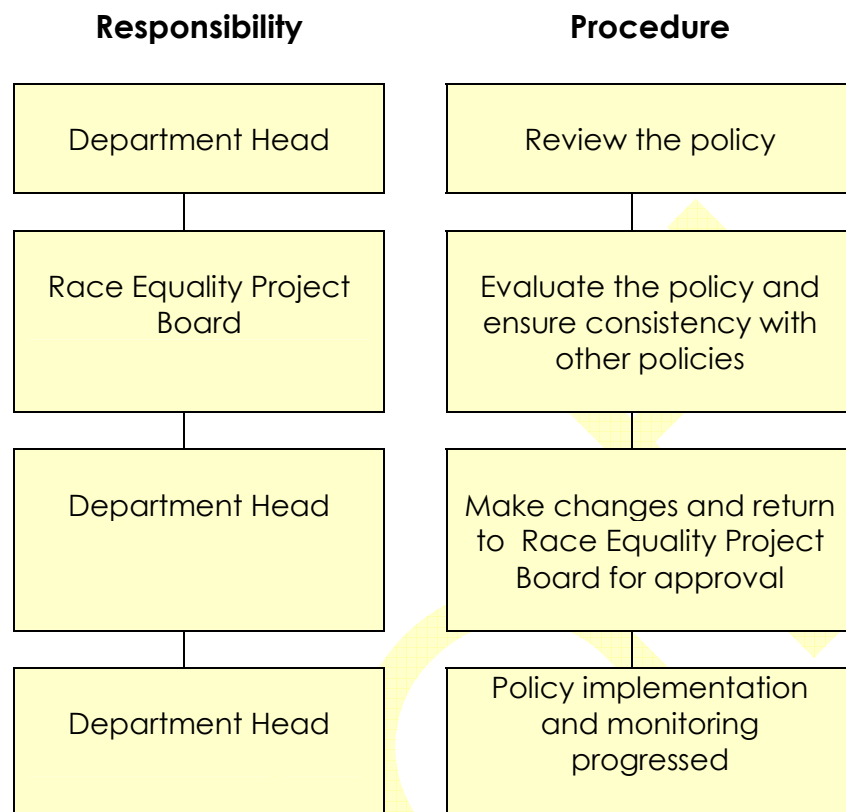 Responsibility Procedure
Department Head
Review the policy
Race Equality Project
Board
Evaluate the policy and
ensure consistency with
other policies
Department Head
Make changes and return
to Race Equality Project
Board for approval
Department Head
Policy implementation
and monitoring
progressed